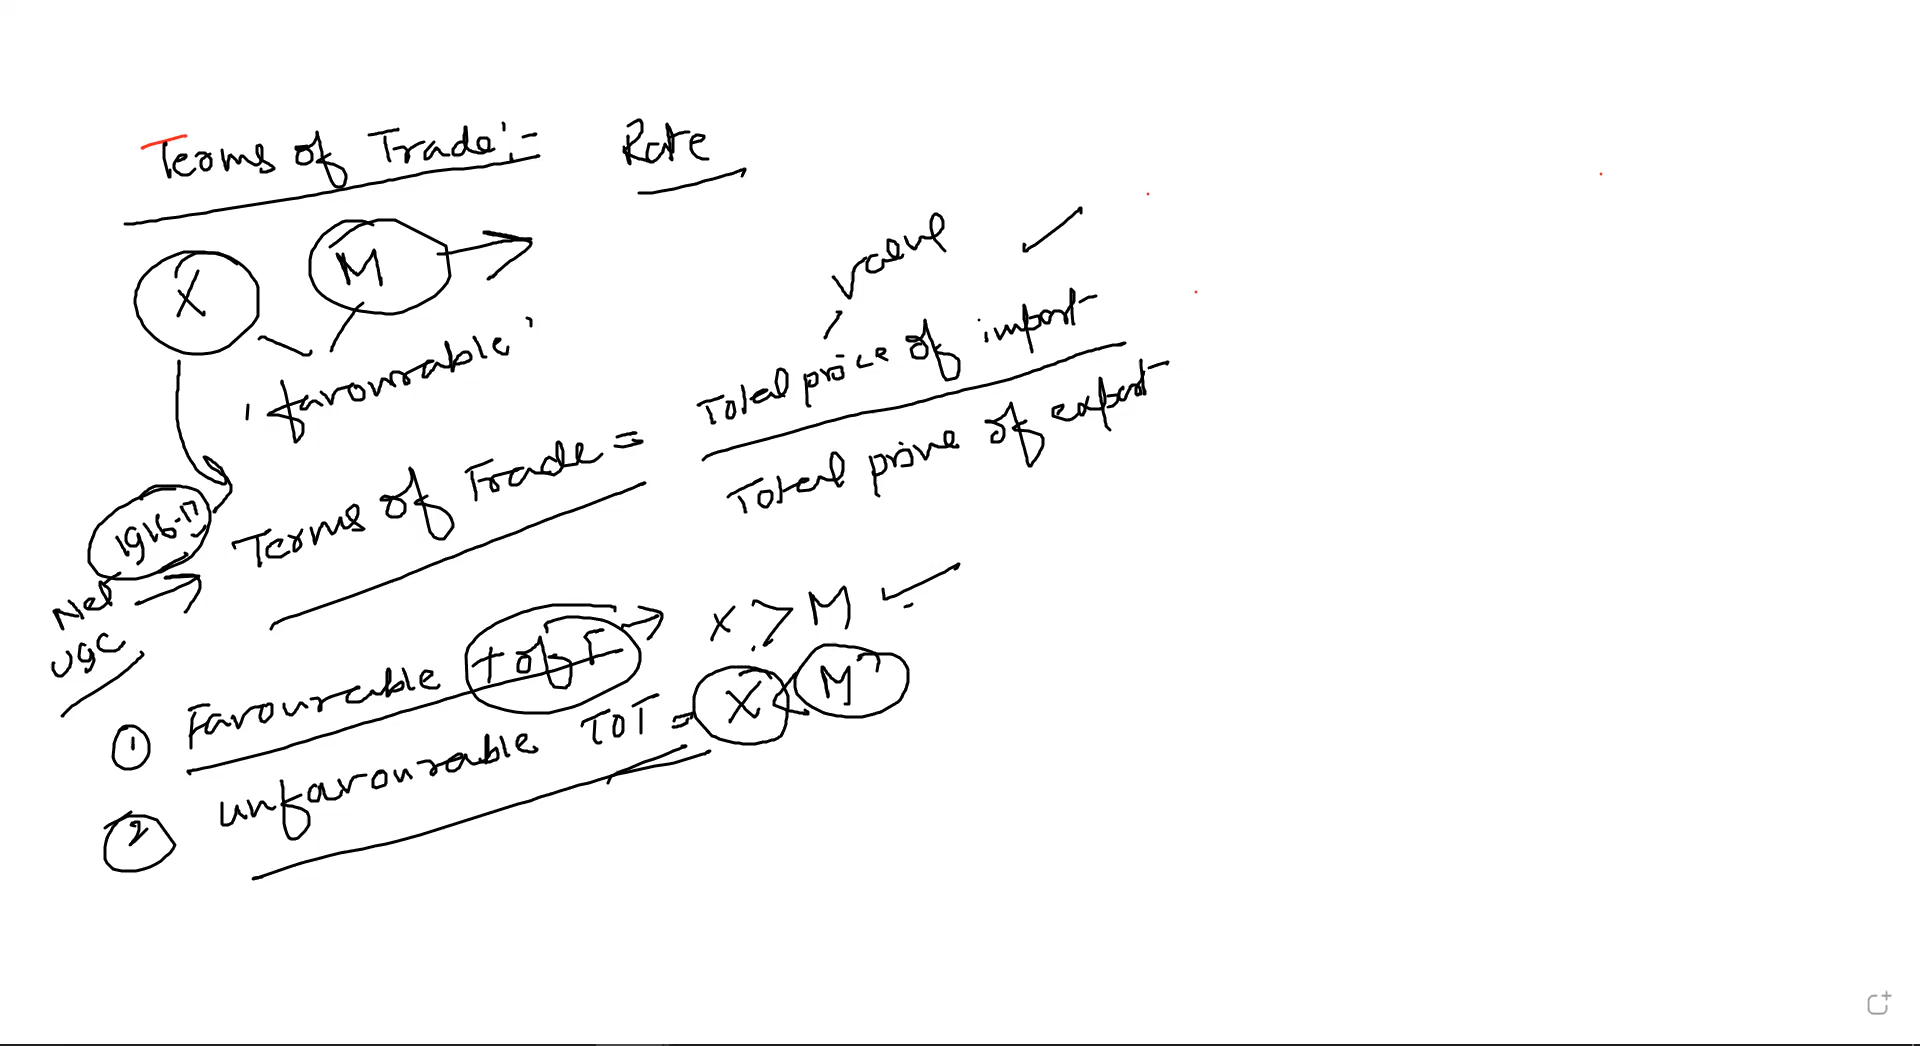 Terms of Trade:- Rate
X M
'favourable'
value
Terms of Trade = Total price of import
Total price of export
1916-17
Net
UGC
① Favourable T of T → X > M
② unfavourable TOT = X < M